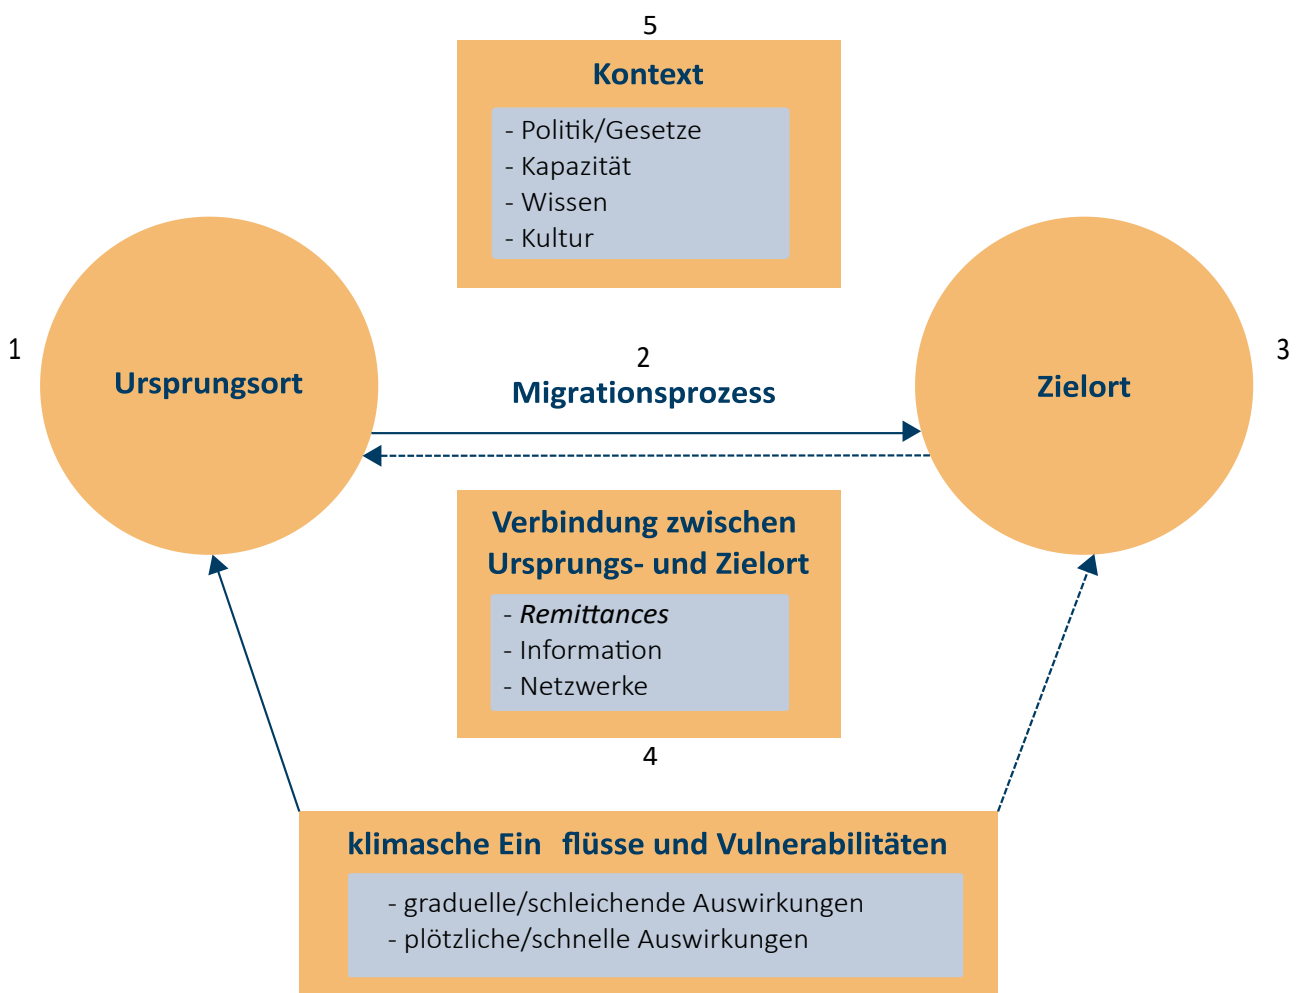 5
Kontext
- Politik/Gesetze
- Kapazität
- Wissen
- Kultur
1
Ursprungsort
2
Migrationsprozess
3
Zielort
Verbindung zwischen
Ursprungs- und Zielort
- Remittances
- Information
- Netzwerke
4
klimasche Ein flüsse und Vulnerabilitäten
- graduelle/schleichende Auswirkungen
- plötzliche/schnelle Auswirkungen